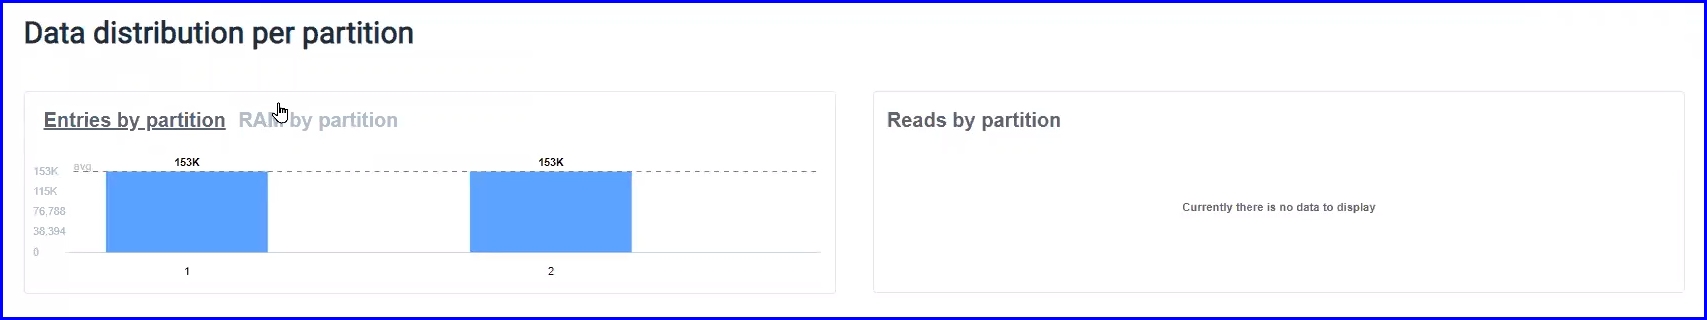 Data distribution per partition
Entries by partition RAM by partition
153K 153K
avg
153K
115K
76,788
38,394
0
1 2
Reads by partition
Currently there is no data to display